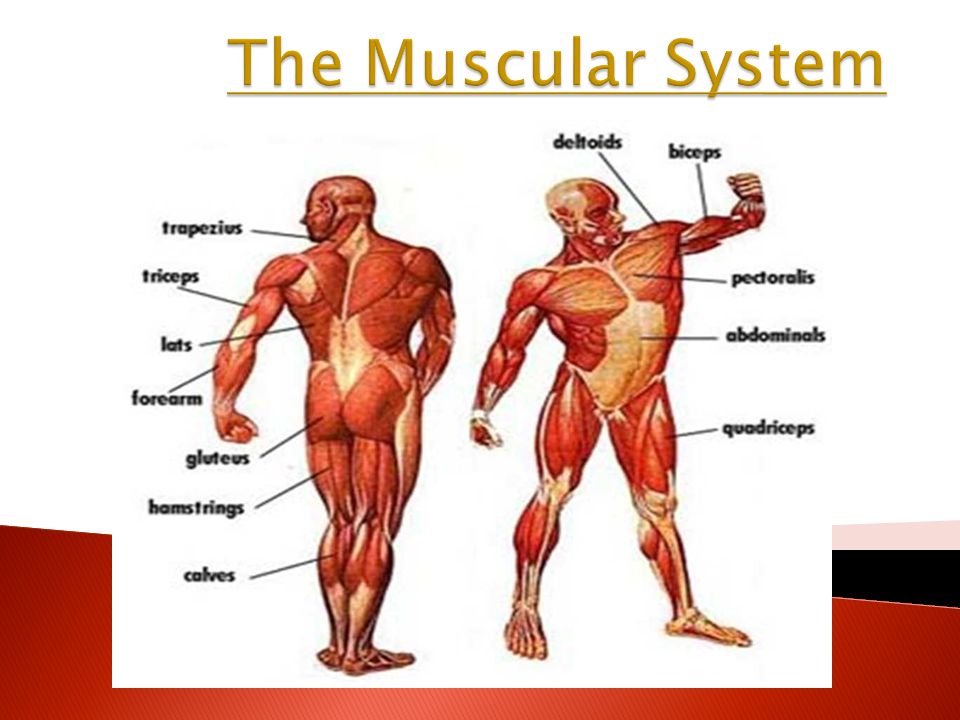 The Muscular System
trapezius
triceps
lats
forearm
gluteus
hamstrings
calves
deltoids
biceps
pectoralis
abdominals
quadriceps